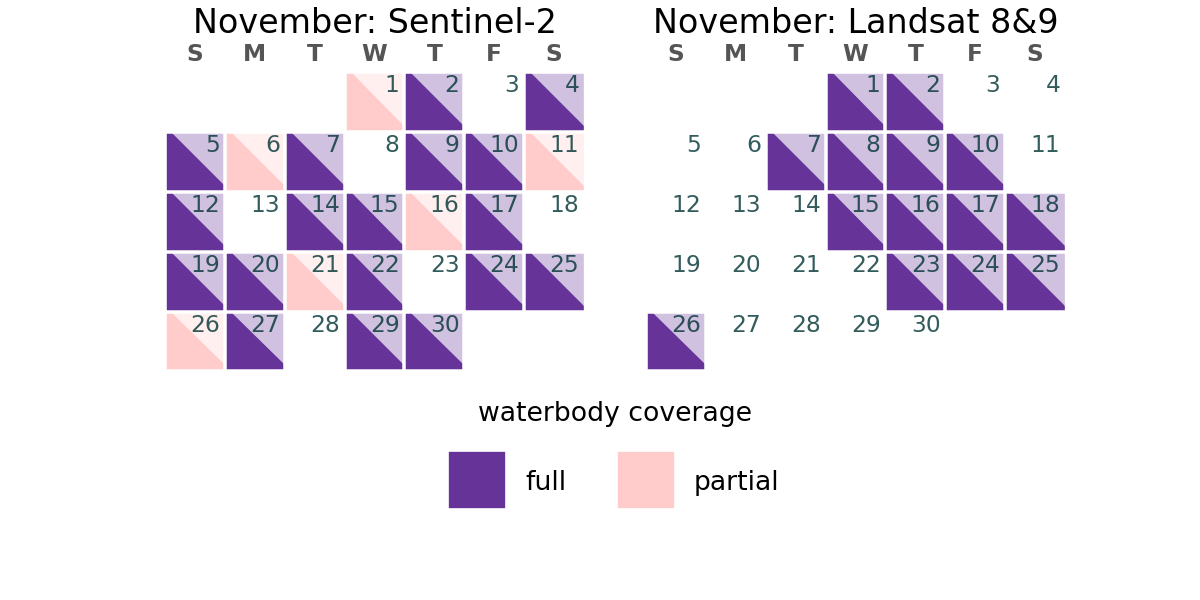 November: Sentinel-2
S M T W T F S
1 2 3 4
5 6 7 8 9 10 11
12 13 14 15 16 17 18
19 20 21 22 23 24 25
26 27 28 29 30
November: Landsat 8&9
S M T W T F S
1 2 3 4
5 6 7 8 9 10 11
12 13 14 15 16 17 18
19 20 21 22 23 24 25
26 27 28 29 30
waterbody coverage
full partial